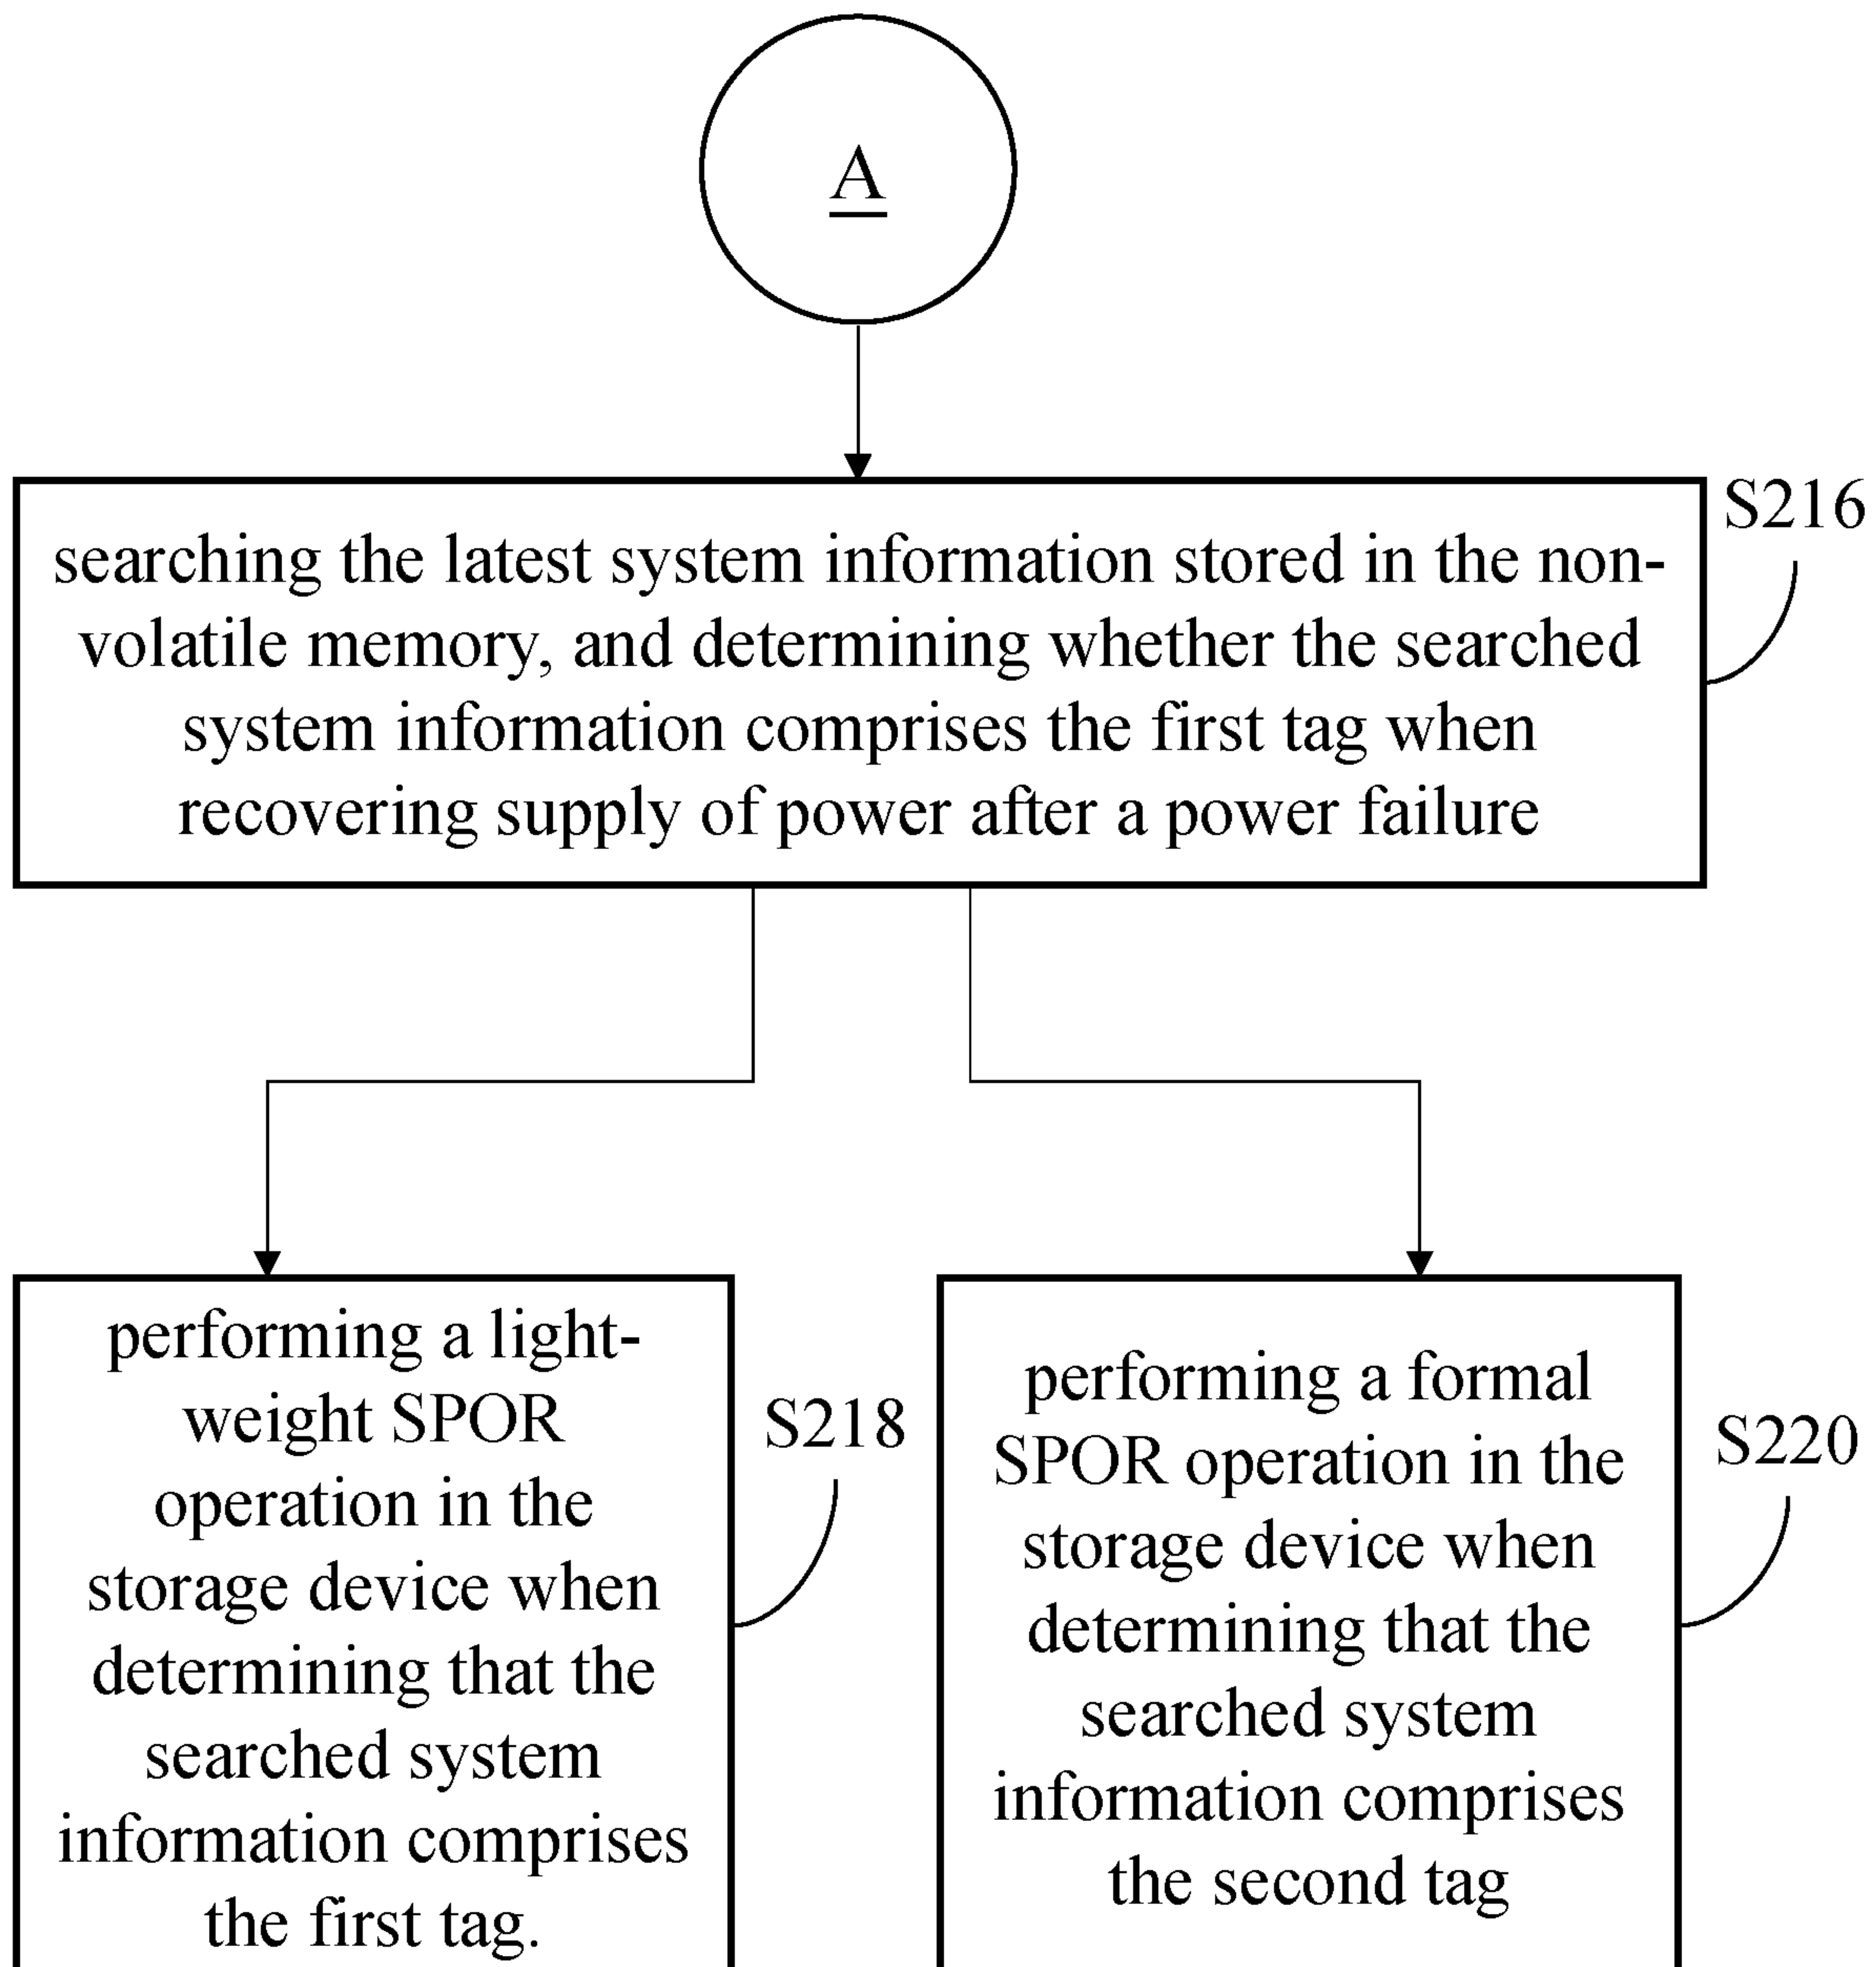 A
S216
searching the latest system information stored in the non-
volatile memory, and determining whether the searched
system information comprises the first tag when
recovering supply of power after a power failure
performing a light-
weight SPOR
operation in the
storage device when
determining that the
searched system
information comprises
the first tag.
S218
performing a formal
SPOR operation in the
storage device when
determining that the
searched system
information comprises
the second tag
S220